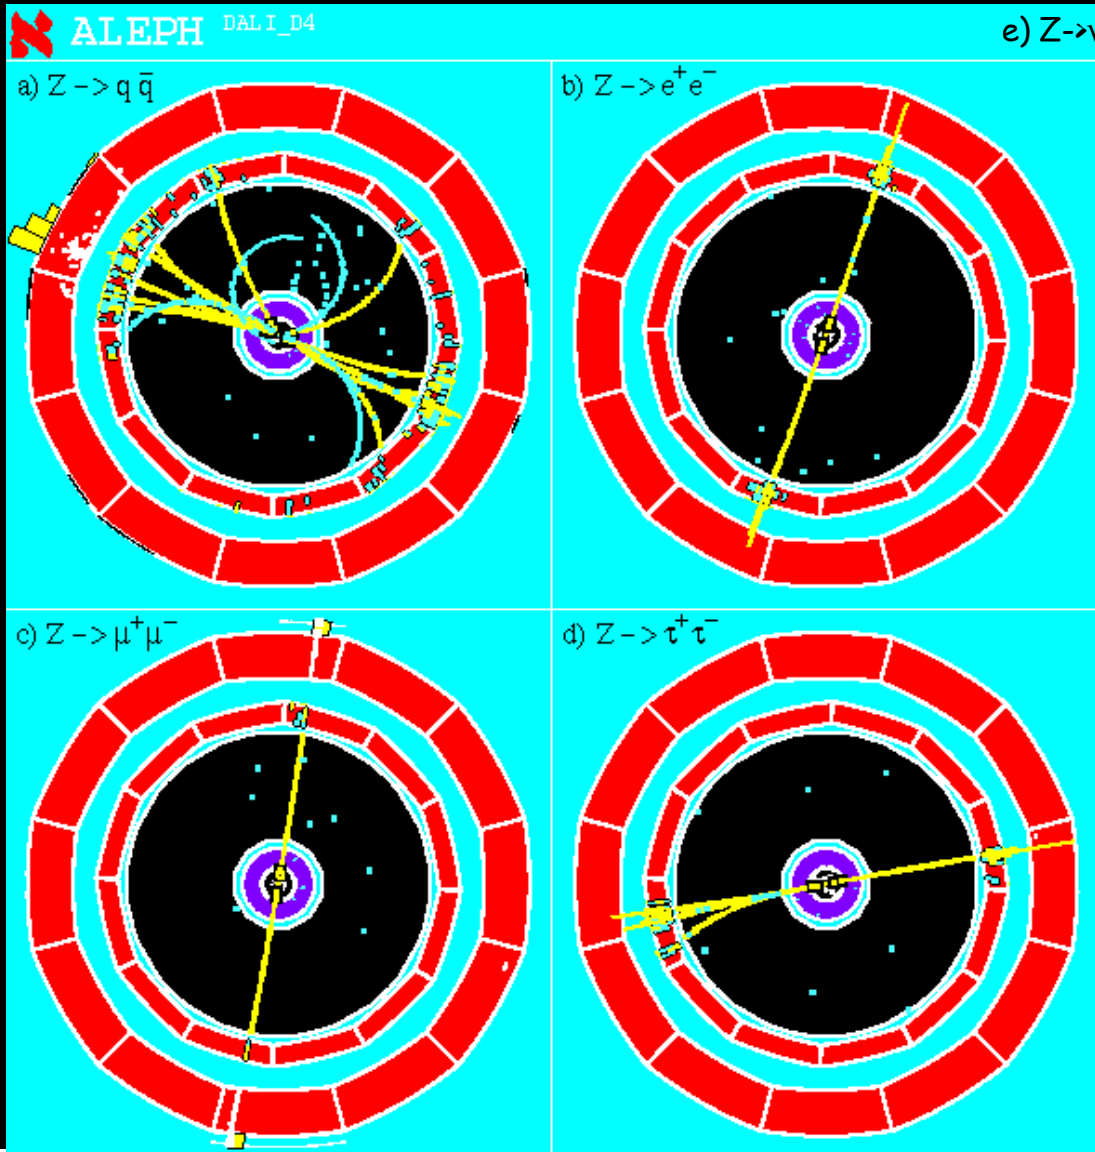 ALEPH DALI_D4
e) Z->ν
a) Z -> q q̄
b) Z -> e⁺ e⁻
c) Z -> μ⁺ μ⁻
d) Z -> τ⁺ τ⁻